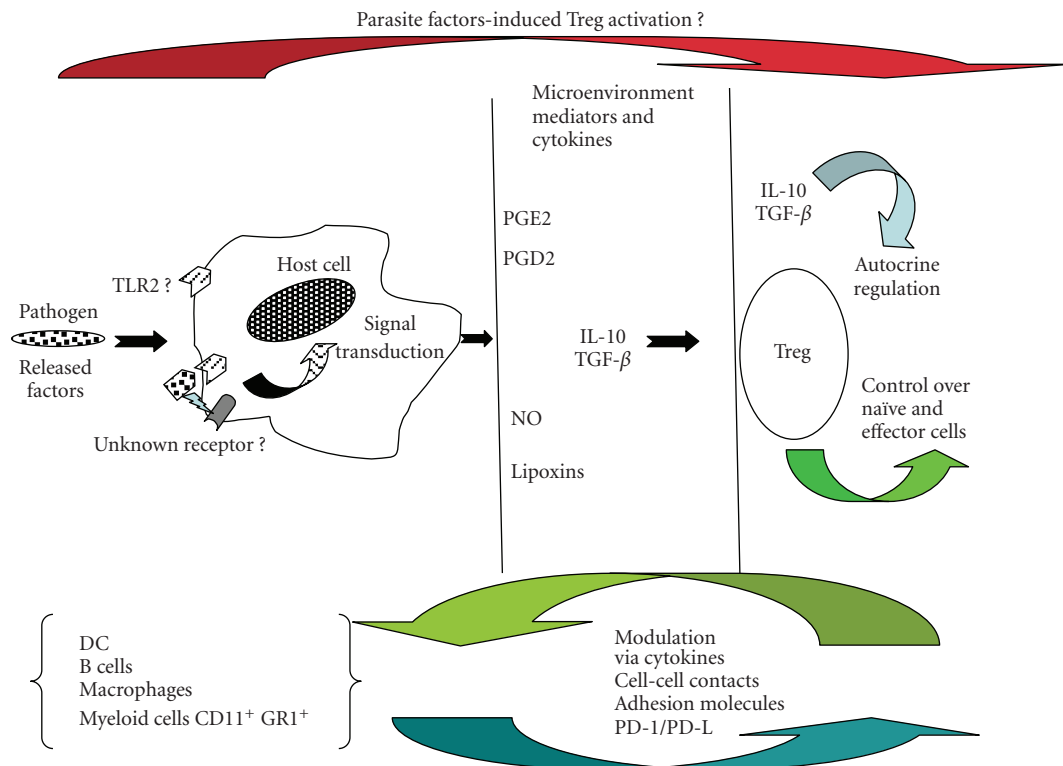 Parasite factors-induced Treg activation ?
Microenvironment
mediators and
cytokines
IL-10
TGF-β
PGE2
PGD2
Autocrine
regulation
TLR2 ?
Host cell
Pathogen
Signal
transduction
IL-10
TGF-β
Treg
Released
factors
Control over
naïve and
effector cells
NO
Unknown receptor ?
Lipoxins
DC
B cells
Macrophages
Myeloid cells CD11⁺ GR1⁺
Modulation
via cytokines
Cell-cell contacts
Adhesion molecules
PD-1/PD-L